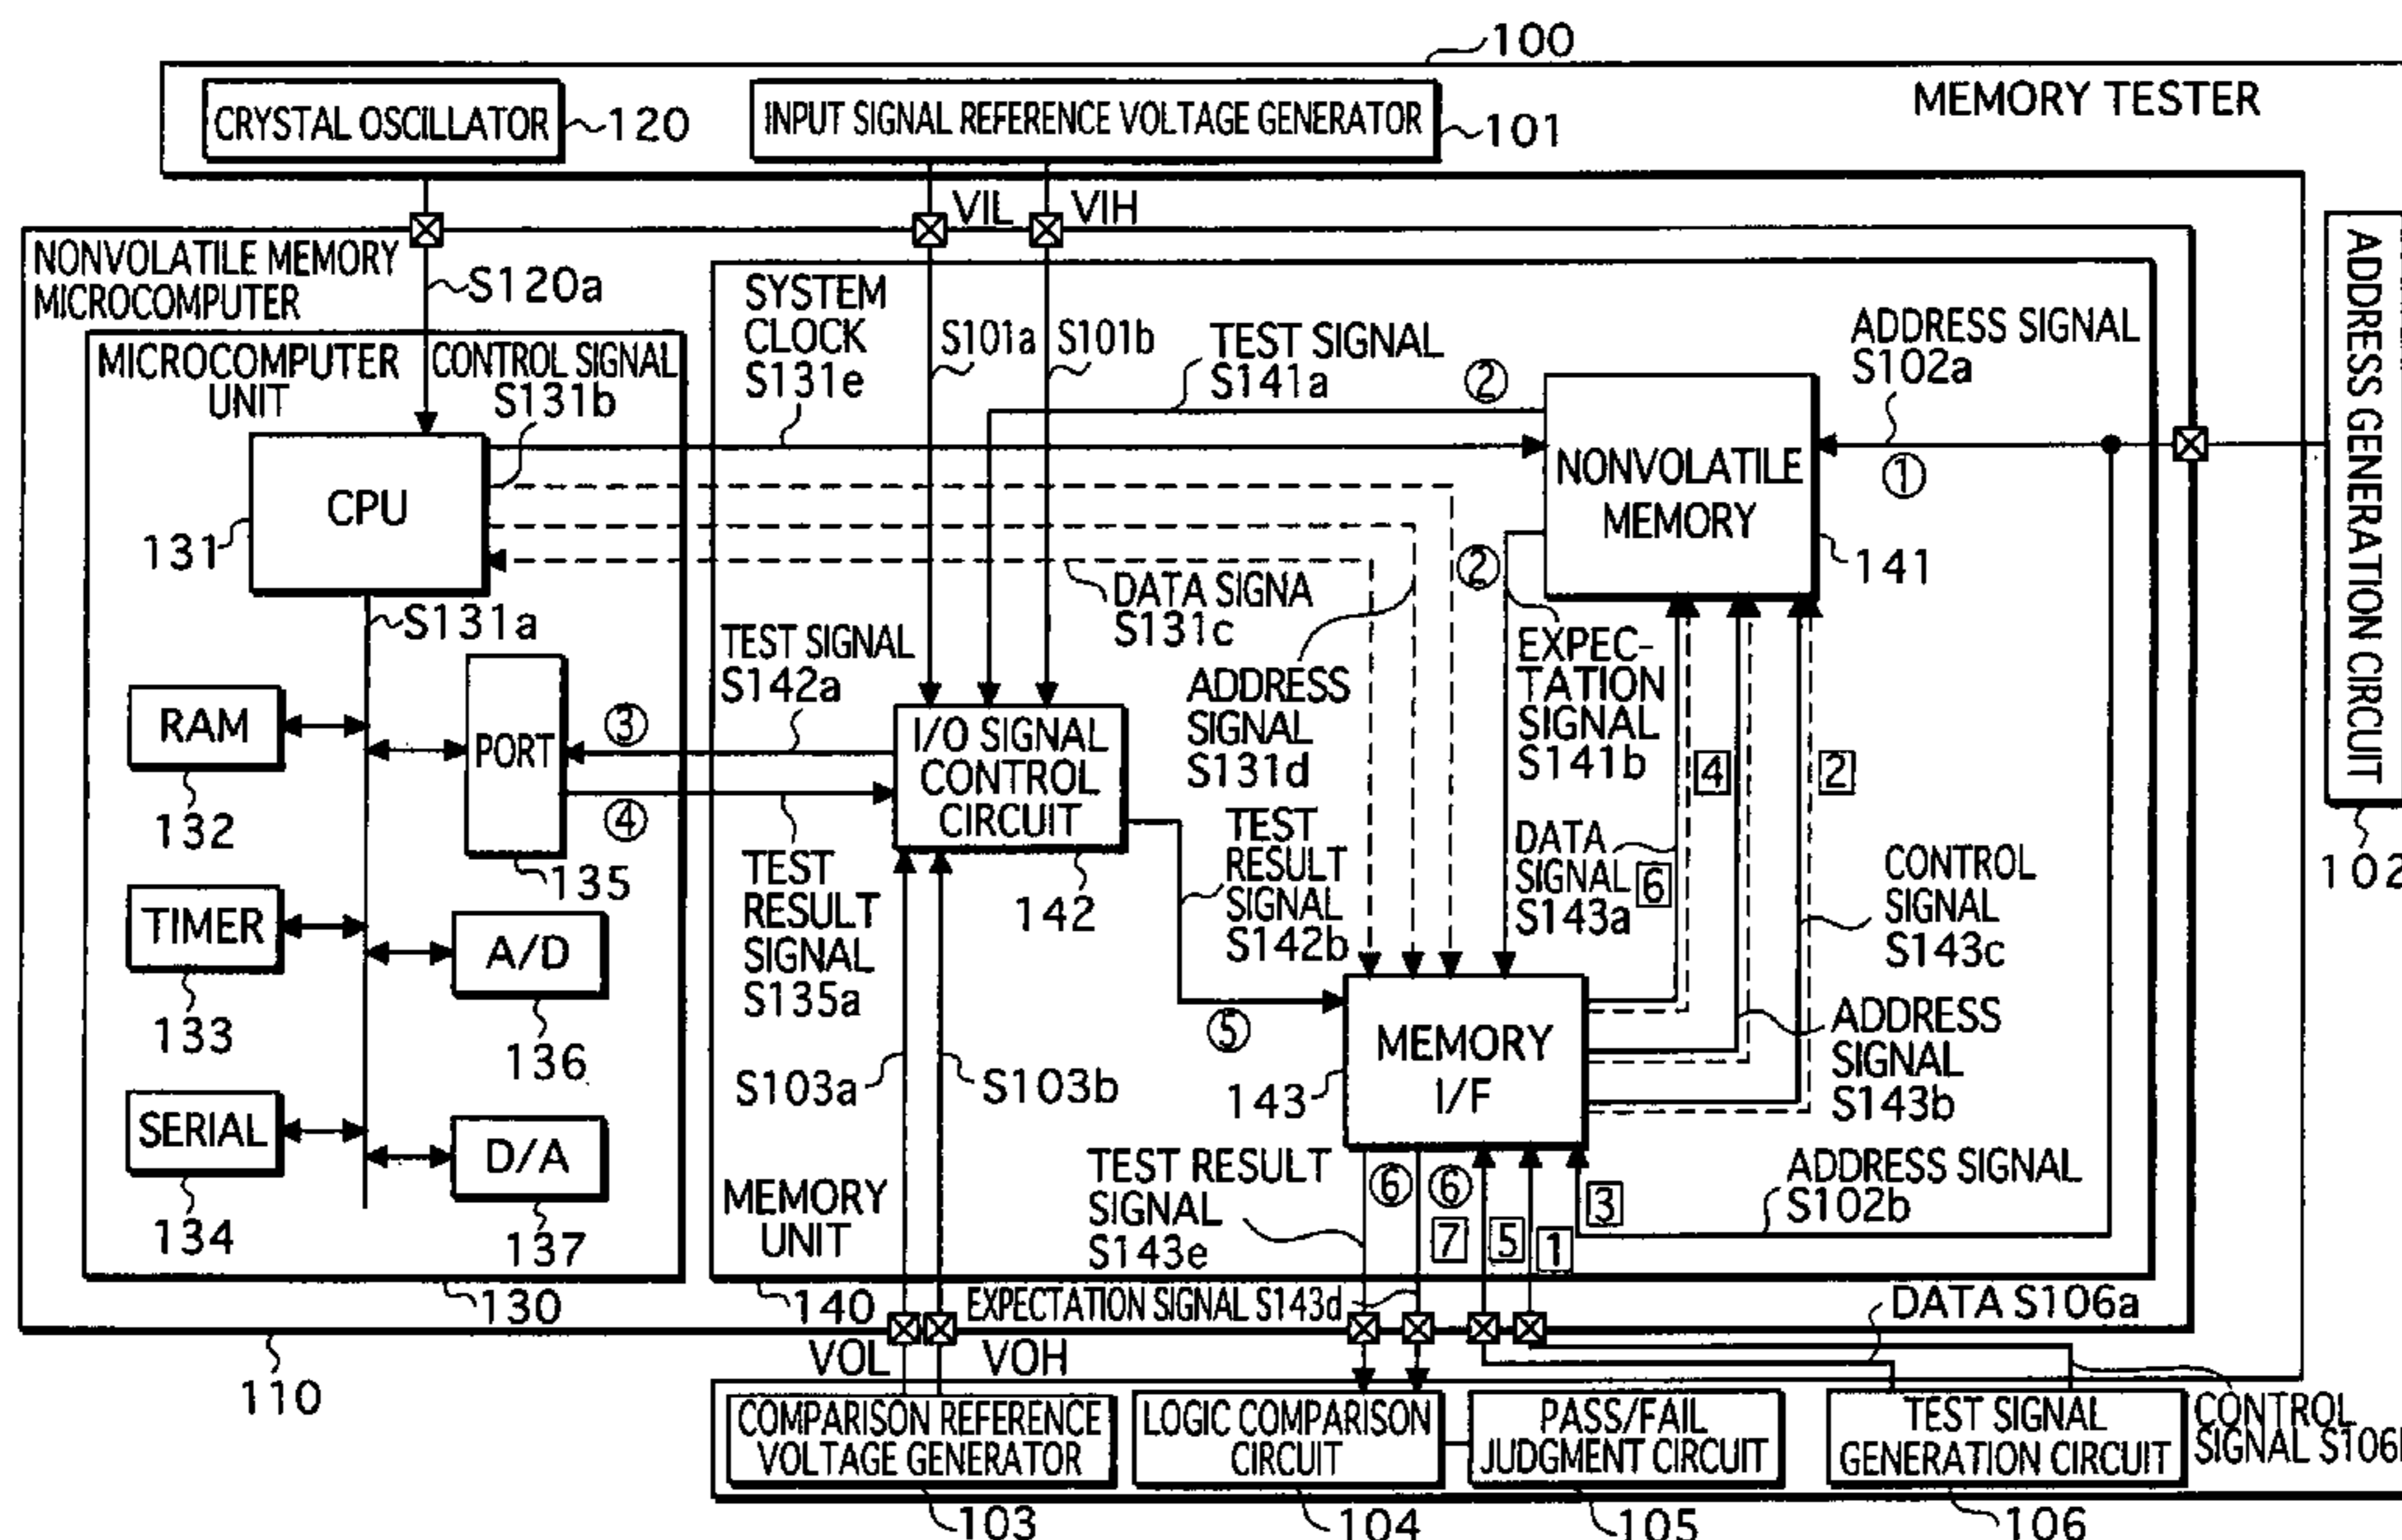 100
MEMORY TESTER
CRYSTAL OSCILLATOR
120
INPUT SIGNAL REFERENCE VOLTAGE GENERATOR
101
VIL
VIH
NONVOLATILE MEMORY
MICROCOMPUTER
S120a
MICROCOMPUTER
UNIT
CONTROL SIGNAL
S131b
SYSTEM
CLOCK
S131e
S101a
S101b
TEST SIGNAL
S141a
②
ADDRESS SIGNAL
S102a
①
ADDRESS GENERATION CIRCUIT
102
CPU
131
S131a
NONVOLATILE
MEMORY
141
②
DATA SIGNA
S131c
TEST SIGNAL
S142a
ADDRESS
SIGNAL
S131d
EXPEC-
TATION
SIGNAL
S141b
4
2
RAM
132
PORT
135
③
④
I/O SIGNAL
CONTROL
CIRCUIT
142
TEST
RESULT
SIGNAL
S135a
TEST
RESULT
SIGNAL
S142b
DATA
SIGNAL
S143a
6
CONTROL
SIGNAL
S143c
TIMER
133
A/D
136
⑤
MEMORY
I/F
143
ADDRESS
SIGNAL
S143b
S103a
S103b
SERIAL
134
D/A
137
MEMORY
UNIT
TEST RESULT
SIGNAL
S143e
⑥
⑥
7
5
1
3
ADDRESS SIGNAL
S102b
130
140
EXPECTATION SIGNAL S143d
DATA S106a
110
VOL
VOH
COMPARISON REFERENCE
VOLTAGE GENERATOR
103
LOGIC COMPARISON
CIRCUIT
104
PASS/FAIL
JUDGMENT CIRCUIT
105
TEST SIGNAL
GENERATION CIRCUIT
106
CONTROL
SIGNAL S106